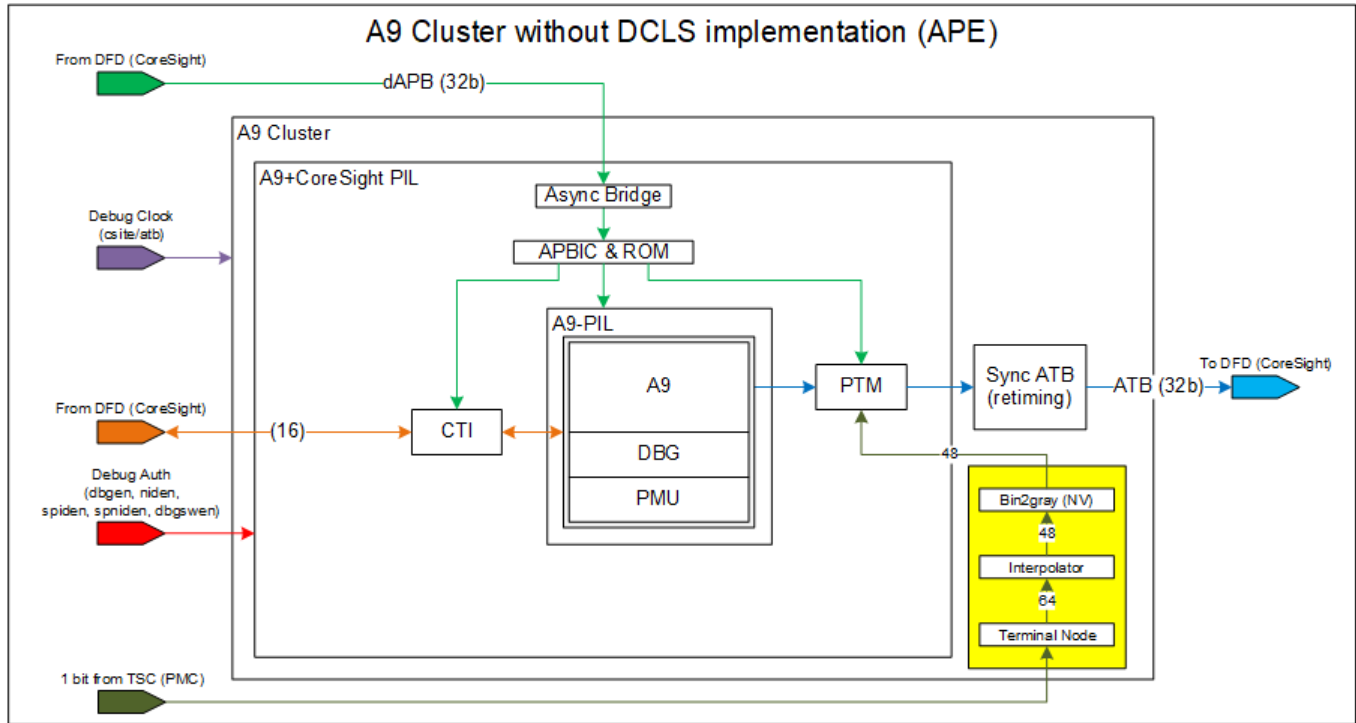 A9 Cluster without DCLS implementation (APE)
From DFD (CoreSight)
dAPB (32b)
A9 Cluster
A9+CoreSight PIL
Async Bridge
Debug Clock
(csite/atb)
APBIC & ROM
A9-PIL
A9
PTM
Sync ATB
(retiming)
ATB (32b)
To DFD (CoreSight)
From DFD (CoreSight)
(16)
CTI
DBG
48
Debug Auth
(dbgen, niden,
spiden, spniden, dbgswen)
PMU
Bin2gray (NV)
48
Interpolator
64
Terminal Node
1 bit from TSC (PMC)